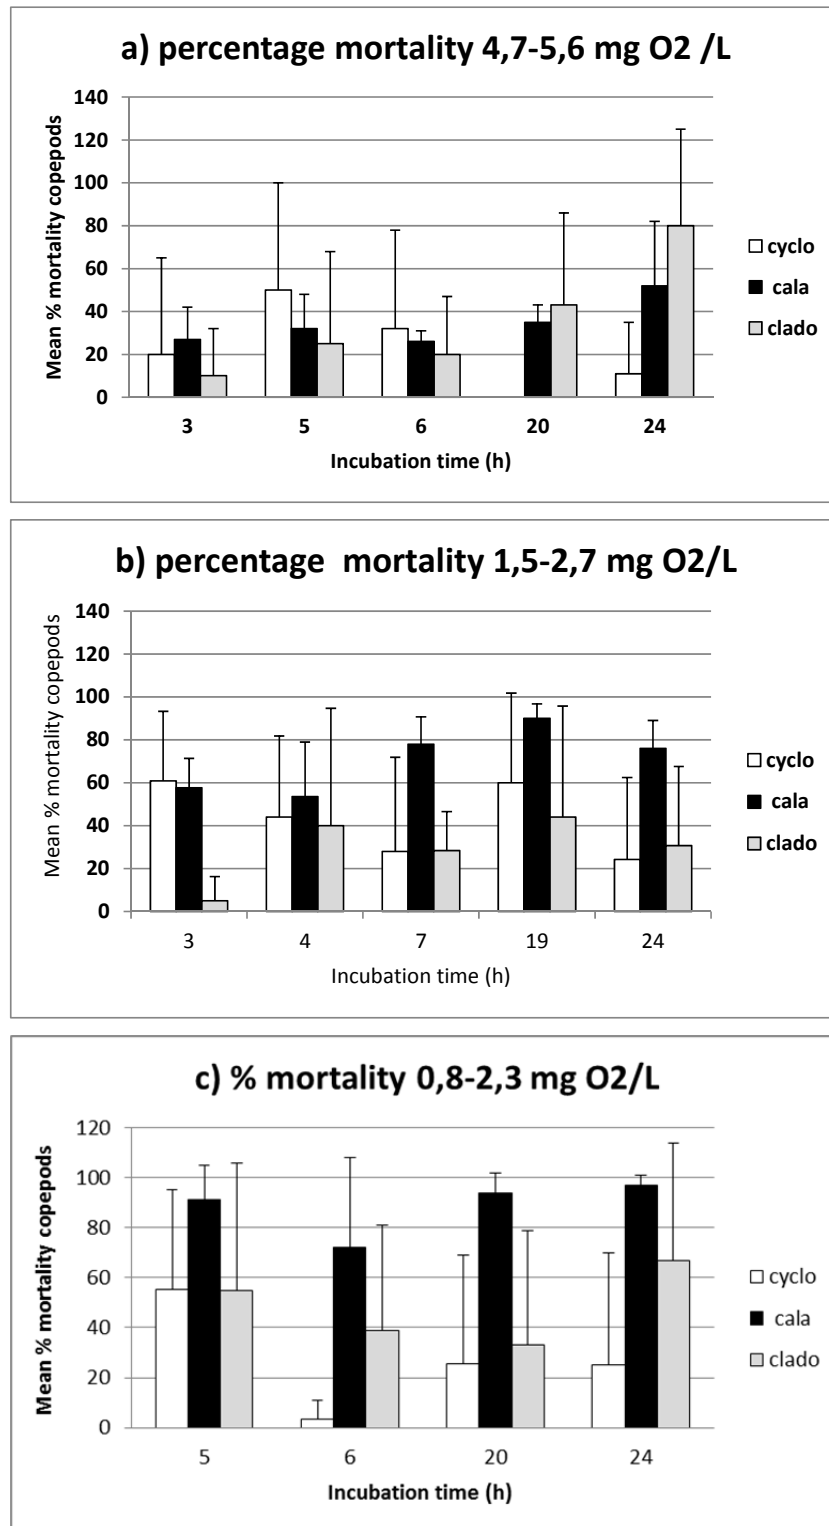 a) percentage mortality 4,7-5,6 mg O2 /L
Mean % mortality copepods
140
120
100
80
60
40
20
0
3 5 6 20 24
Incubation time (h)
cyclo
cala
clado
b) percentage mortality 1,5-2,7 mg O2/L
Mean % mortality copepods
140
120
100
80
60
40
20
0
3 4 7 19 24
Incubation time (h)
cyclo
cala
clado
c) % mortality 0,8-2,3 mg O2/L
Mean % mortality copepods
120
100
80
60
40
20
0
5 6 20 24
Incubation time (h)
cyclo
cala
clado